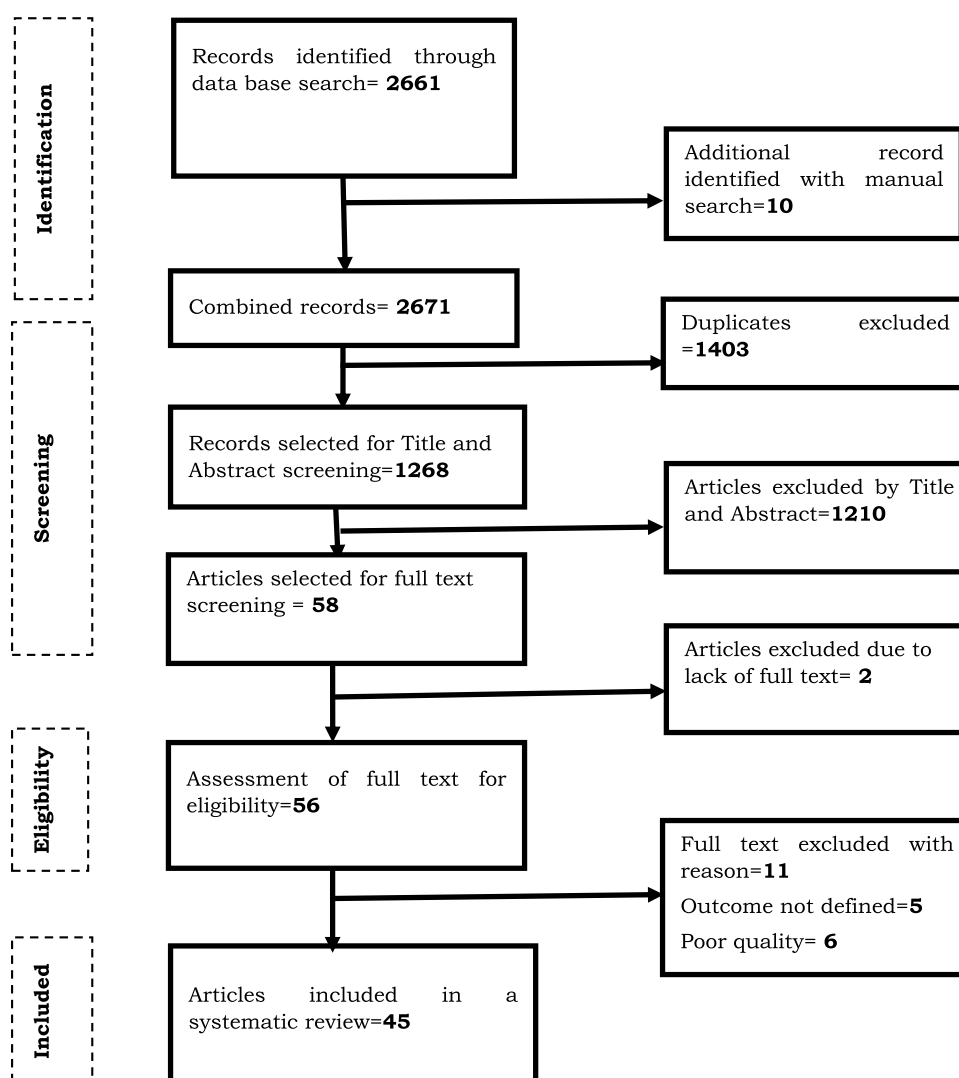 Identification
Records identified through
data base search= 2661
Additional record
identified with manual
search=10
Combined records= 2671
Screening
Duplicates excluded
=1403
Records selected for Title and
Abstract screening=1268
Articles excluded by Title
and Abstract=1210
Articles selected for full text
screening = 58
Articles excluded due to
lack of full text= 2
Eligibility
Assessment of full text for
eligibility=56
Full text excluded with
reason=11
Outcome not defined=5
Poor quality= 6
Included
Articles included in a
systematic review=45